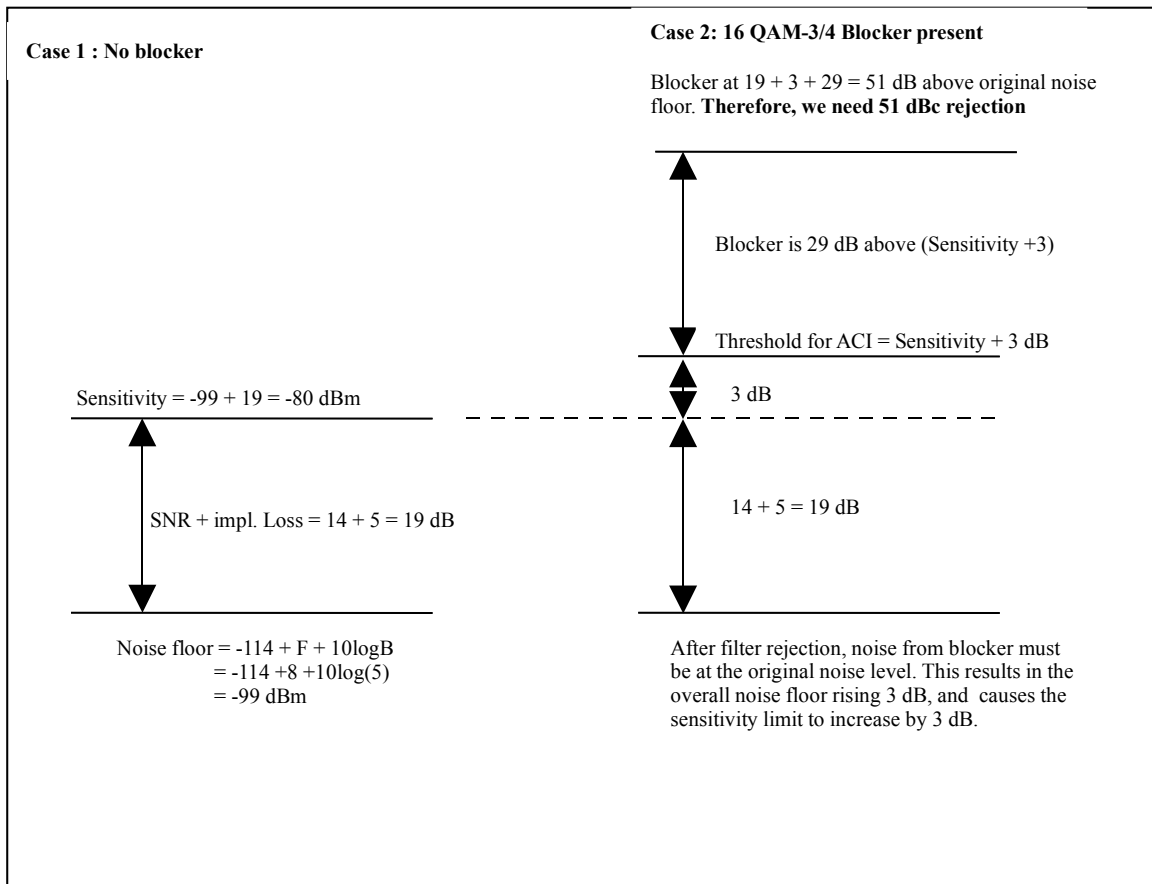 Case 1 : No blocker
Case 2: 16 QAM-3/4 Blocker present
Blocker at 19 + 3 + 29 = 51 dB above original noise
floor. Therefore, we need 51 dBc rejection
Blocker is 29 dB above (Sensitivity +3)
Threshold for ACI = Sensitivity + 3 dB
Sensitivity = -99 + 19 = -80 dBm
3 dB
SNR + impl. Loss = 14 + 5 = 19 dB
14 + 5 = 19 dB
Noise floor = -114 + F + 10logB
= -114 +8 +10log(5)
= -99 dBm
After filter rejection, noise from blocker must
be at the original noise level. This results in the
overall noise floor rising 3 dB, and causes the
sensitivity limit to increase by 3 dB.